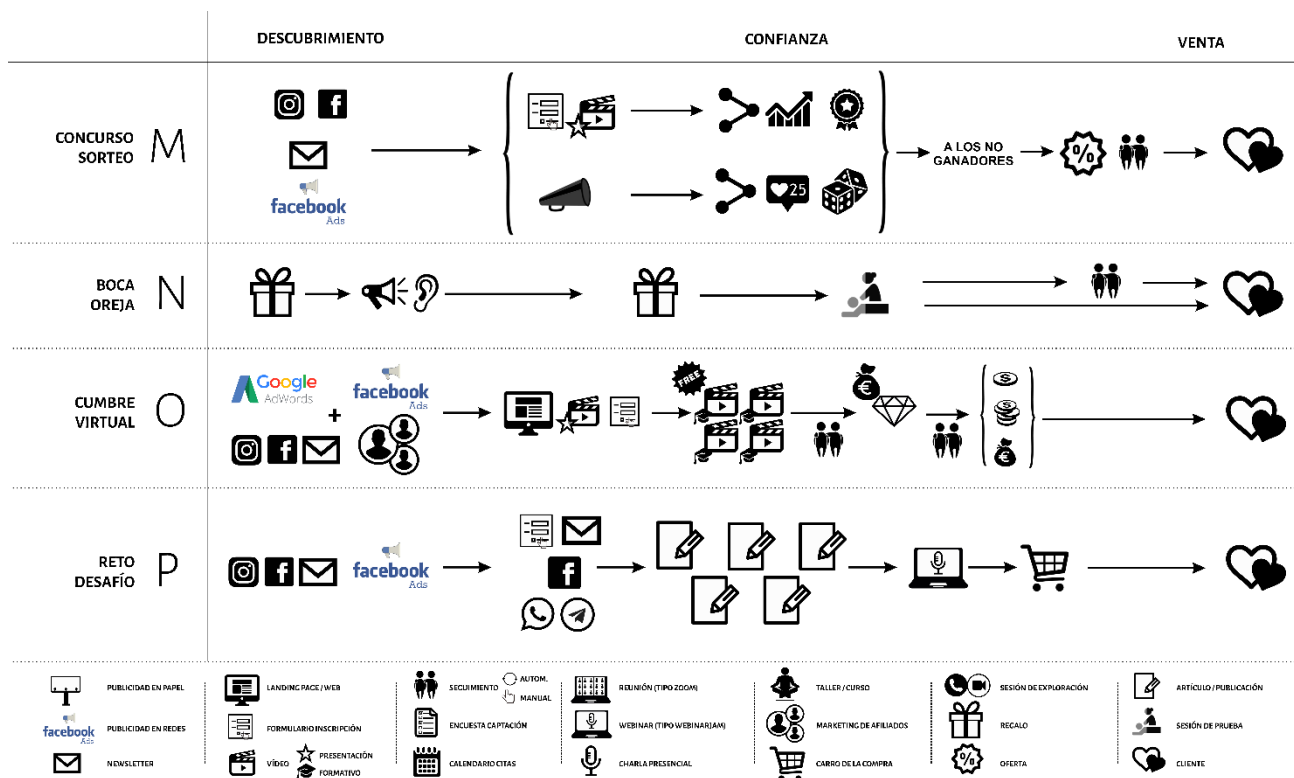 DESCUBRIMIENTO
CONFIANZA
VENTA
CONCURSO
SORTEO
M
facebook
Ads
25
A LOS NO
GANADORES
%
BOCA
OREJA
N
CUMBRE
VIRTUAL
O
Google
AdWords
+
facebook
Ads
FREE
€
$
€
RETO
DESAFÍO
P
facebook
Ads
PUBLICIDAD EN PAPEL
LANDING PAGE / WEB
SEGUIMIENTO
AUTOM.
MANUAL
REUNIÓN (TIPO ZOOM)
TALLER / CURSO
SESIÓN DE EXPLORACIÓN
ARTÍCULO / PUBLICACIÓN
facebook
Ads
PUBLICIDAD EN REDES
FORMULARIO INSCRIPCIÓN
ENCUESTA CAPTACIÓN
WEBINAR (TIPO WEBINARJAM)
MARKETING DE AFILIADOS
REGALO
SESIÓN DE PRUEBA
NEWSLETTER
VÍDEO
PRESENTACIÓN
FORMATIVO
CALENDARIO CITAS
CHARLA PRESENCIAL
CARRO DE LA COMPRA
%
OFERTA
CLIENTE